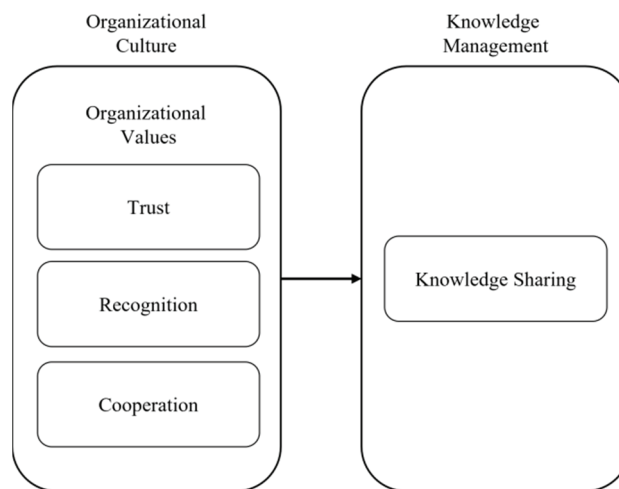 Organizational
Culture
Knowledge
Management
Organizational
Values
Trust
Recognition
Cooperation
Knowledge Sharing